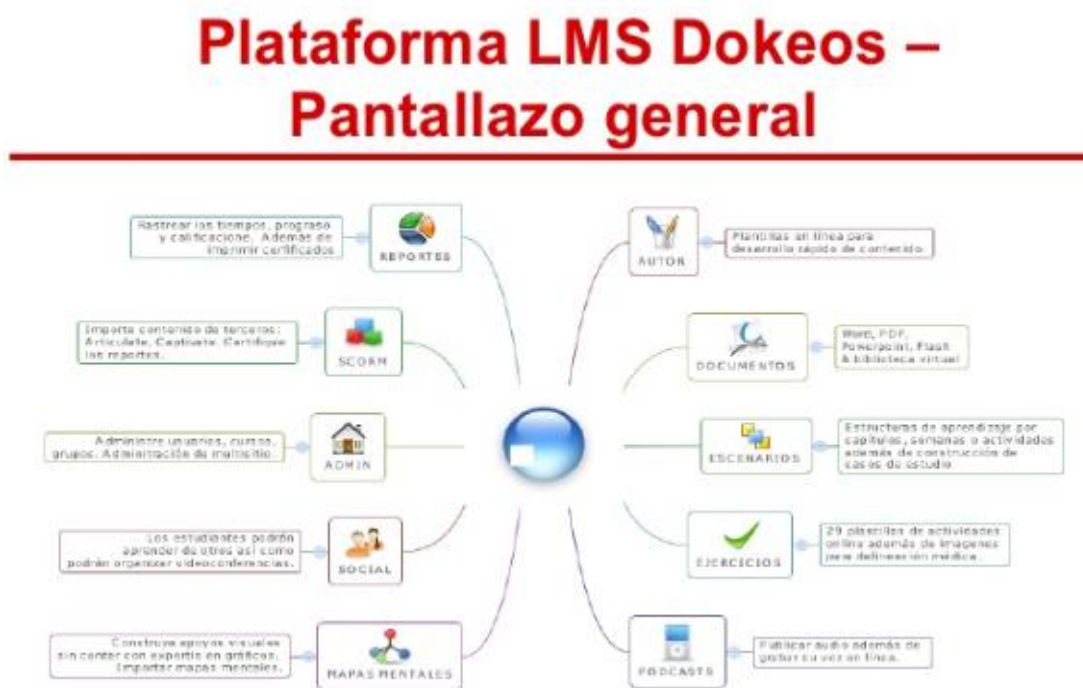 Plataforma LMS Dokeos –
Pantallazo general
Rastrear los tiempos, progreso
y calificacione. Además de
imprimir certificados
REPORTES
Importe contenido de terceros:
Articulate, Captivate. Certifique
los reportes.
SCORM
Administre usuarios, cursos,
grupos. Adminitración de multisitio.
ADMIN
Los estudiantes podrán
aprender de otros así como
podrán organizar videoconferencias.
SOCIAL
Construya apoyos visuales
sin contar con expertis en gráficos.
Importar mapas mentales.
MAPAS MENTALES
AUTOR
Plantillas en línea para
desarrollo rápido de contenido.
DOCUMENTOS
Word, PDF,
Powerpoint, Flash
& biblioteca virtual
ESCENARIOS
Estructuras de aprendizaje por
capítulos, semanas o actividades
además de construcción de
casos de estudio
EJERCICIOS
29 plastillas de actividades
online además de imagenes
para delineación médica.
PODCASTS
Publicar audio además de
grabar su voz en línea.